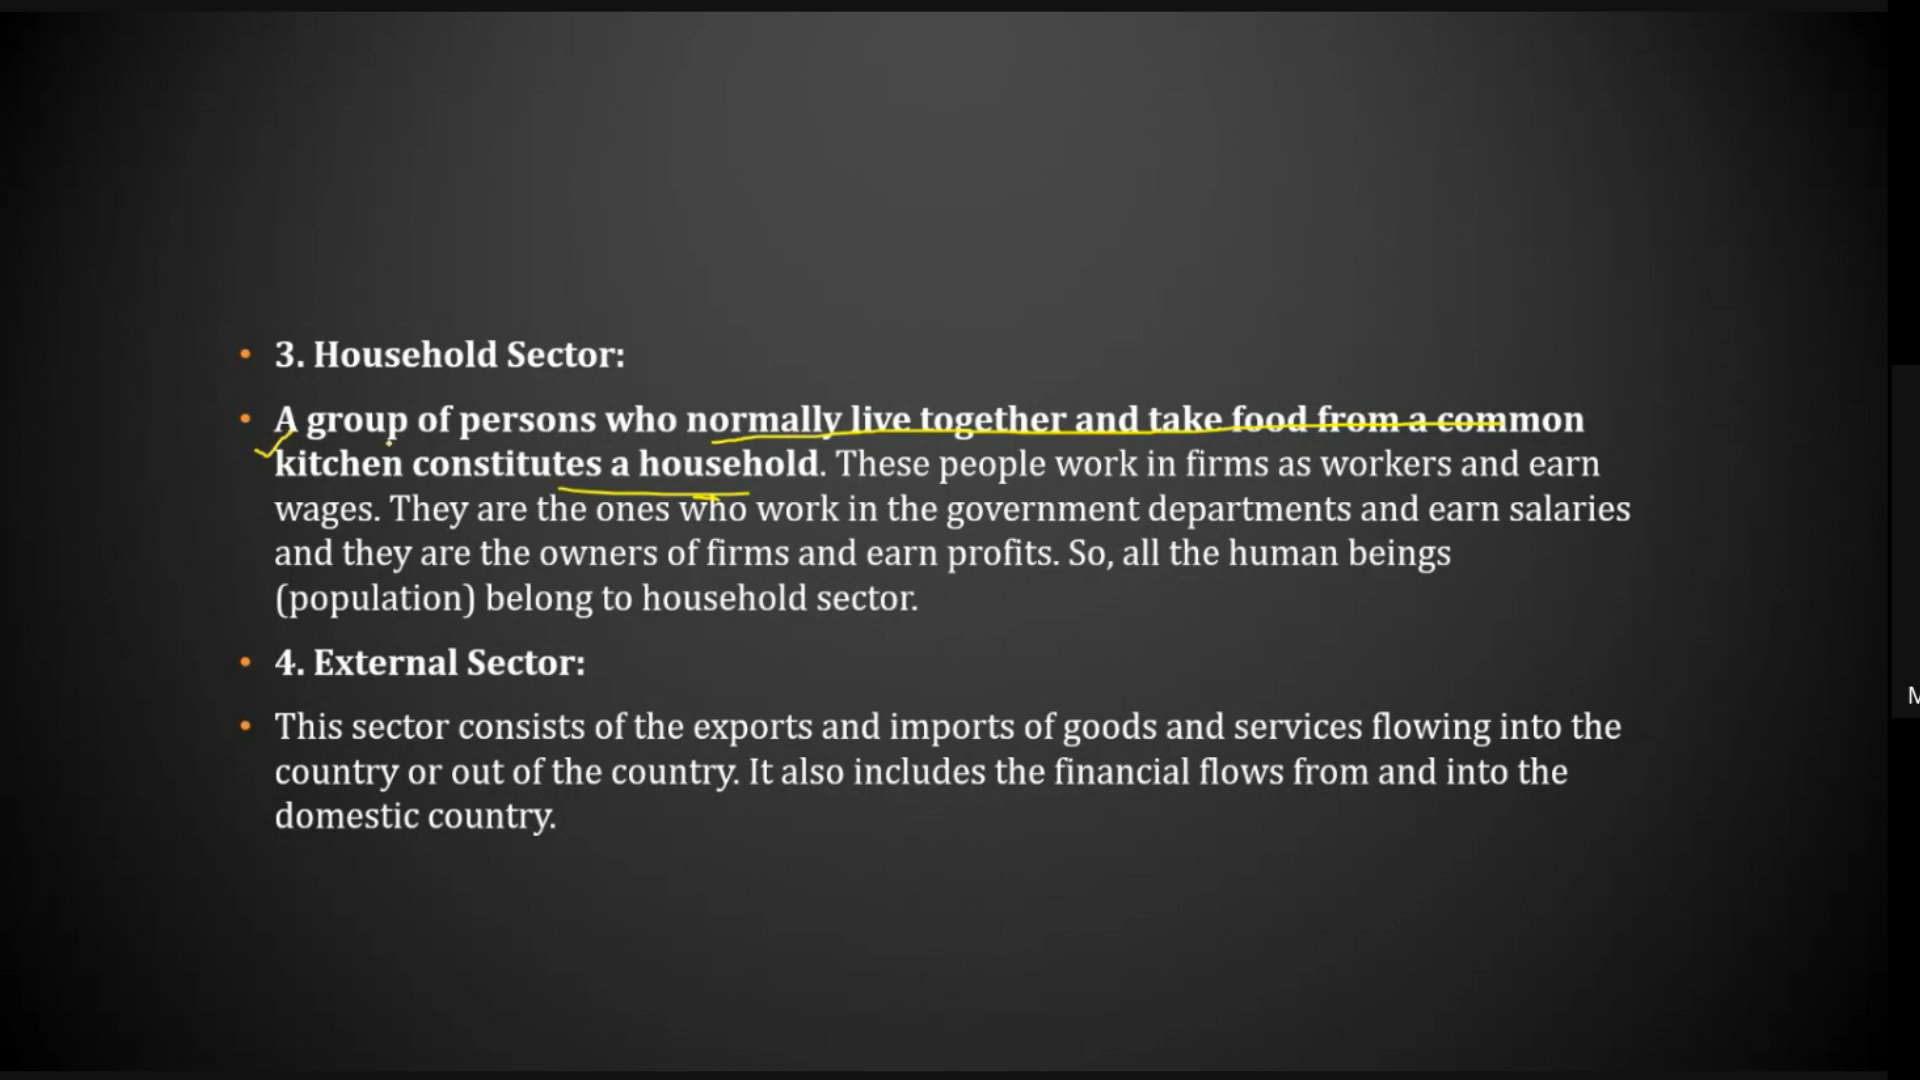 • 3. Household Sector:
• A group of persons who normally live together and take food from a common
kitchen constitutes a household. These people work in firms as workers and earn
wages. They are the ones who work in the government departments and earn salaries
and they are the owners of firms and earn profits. So, all the human beings
(population) belong to household sector.
• 4. External Sector:
• This sector consists of the exports and imports of goods and services flowing into the
country or out of the country. It also includes the financial flows from and into the
domestic country.